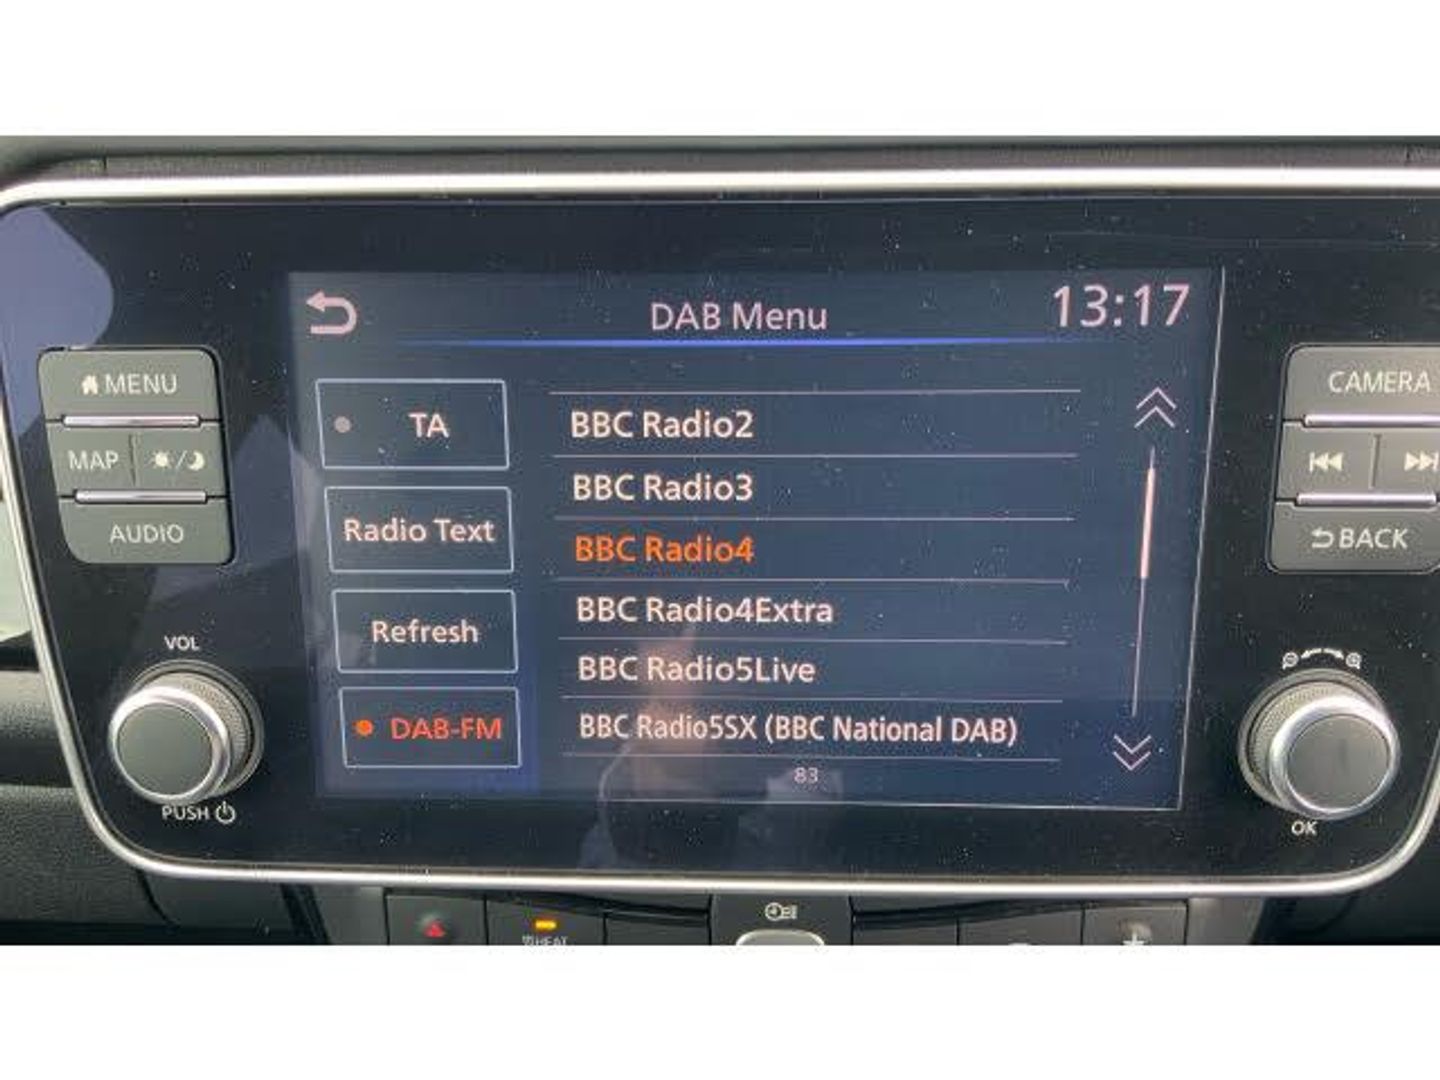 DAB Menu
13:17
MENU
MAP
AUDIO
VOL
PUSH
TA
Radio Text
Refresh
DAB-FM
BBC Radio2
BBC Radio3
BBC Radio4
BBC Radio4Extra
BBC Radio5Live
BBC Radio5SX (BBC National DAB)
83
CAMERA
BACK
OK
HEAT